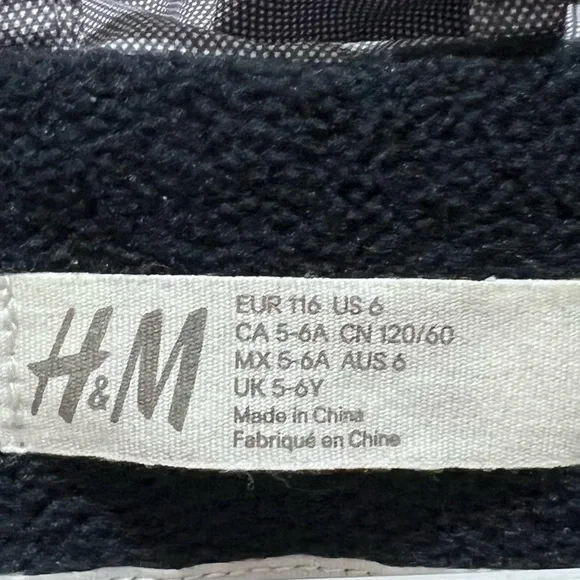 H&M
EUR 116 US 6
CA 5-6A CN 120/60
MX 5-6A AUS 6
UK 5-6Y
Made in China
Fabriqué en Chine